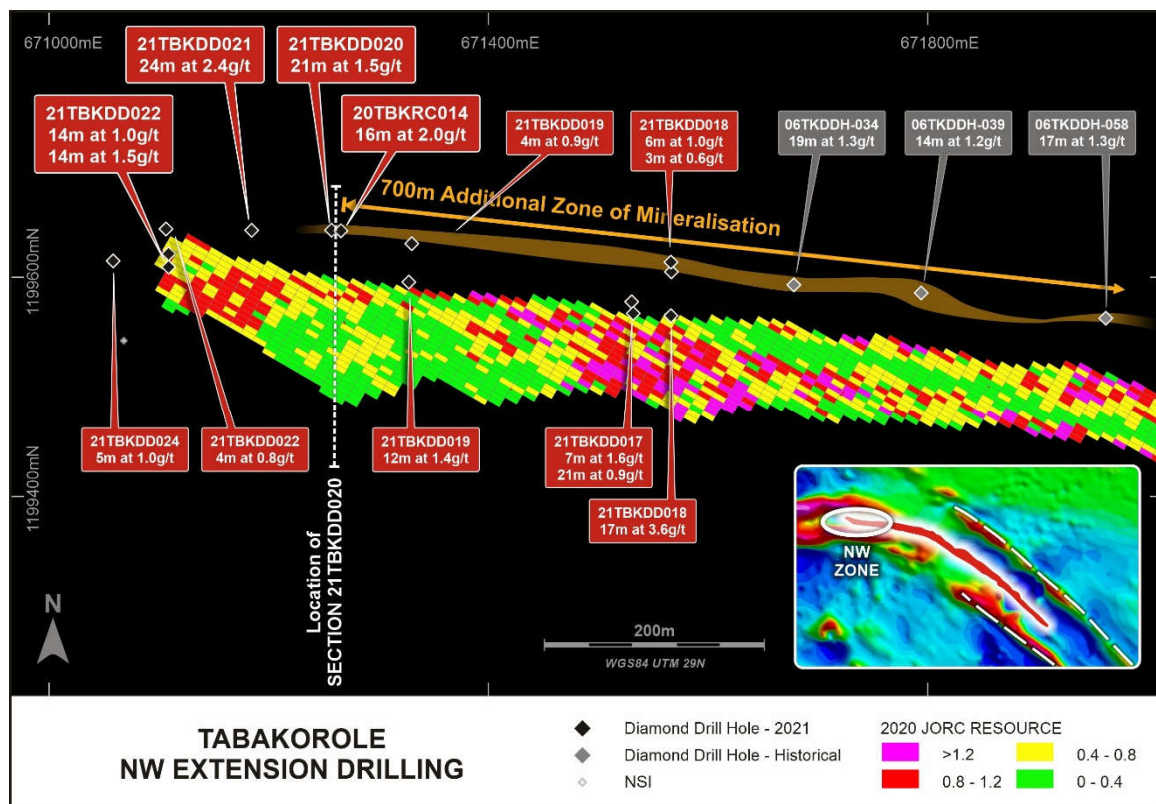 671000mE
671400mE
671800mE
21TBKDD021
24m at 2.4g/t
21TBKDD020
21m at 1.5g/t
21TBKDD022
14m at 1.0g/t
14m at 1.5g/t
20TBKRC014
16m at 2.0g/t
21TBKDD019
4m at 0.9g/t
21TBKDD018
6m at 1.0g/t
3m at 0.6g/t
06TKDDH-034
19m at 1.3g/t
06TKDDH-039
14m at 1.2g/t
06TKDDH-058
17m at 1.3g/t
700m Additional Zone of Mineralisation
1199600mN
1199400mN
21TBKDD024
5m at 1.0g/t
21TBKDD022
4m at 0.8g/t
Location of
SECTION 21TBKDD020
21TBKDD019
12m at 1.4g/t
21TBKDD017
7m at 1.6g/t
21m at 0.9g/t
21TBKDD018
17m at 3.6g/t
NW
ZONE
N
200m
WGS84 UTM 29N
TABAKOROLE
NW EXTENSION DRILLING
Diamond Drill Hole - 2021
Diamond Drill Hole - Historical
NSI
2020 JORC RESOURCE
>1.2
0.4 - 0.8
0.8 - 1.2
0 - 0.4